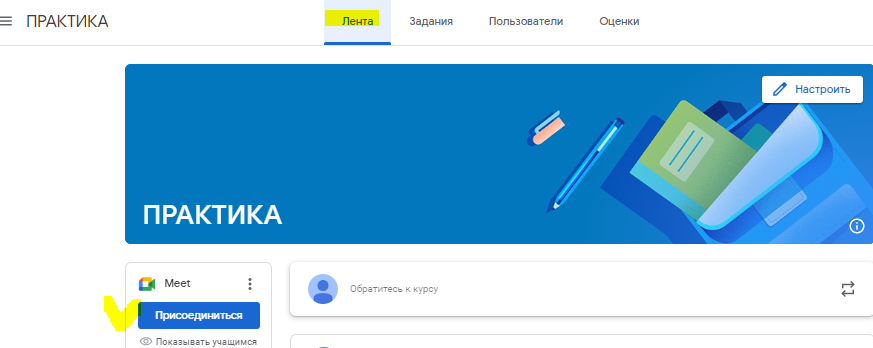 ПРАКТИКА
Лента Задания Пользователи Оценки
Настроить
ПРАКТИКА
Meet
Обратитесь к курсу
Присоединиться
Показывать учащимся